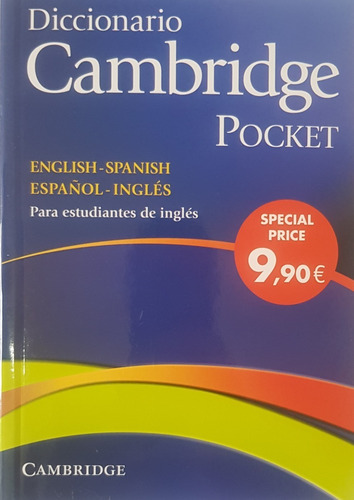 Diccionario
Cambridge
POCKET
ENGLISH-SPANISH
ESPAÑOL-INGLÉS
Para estudiantes de inglés
SPECIAL
PRICE
9,90€
CAMBRIDGE